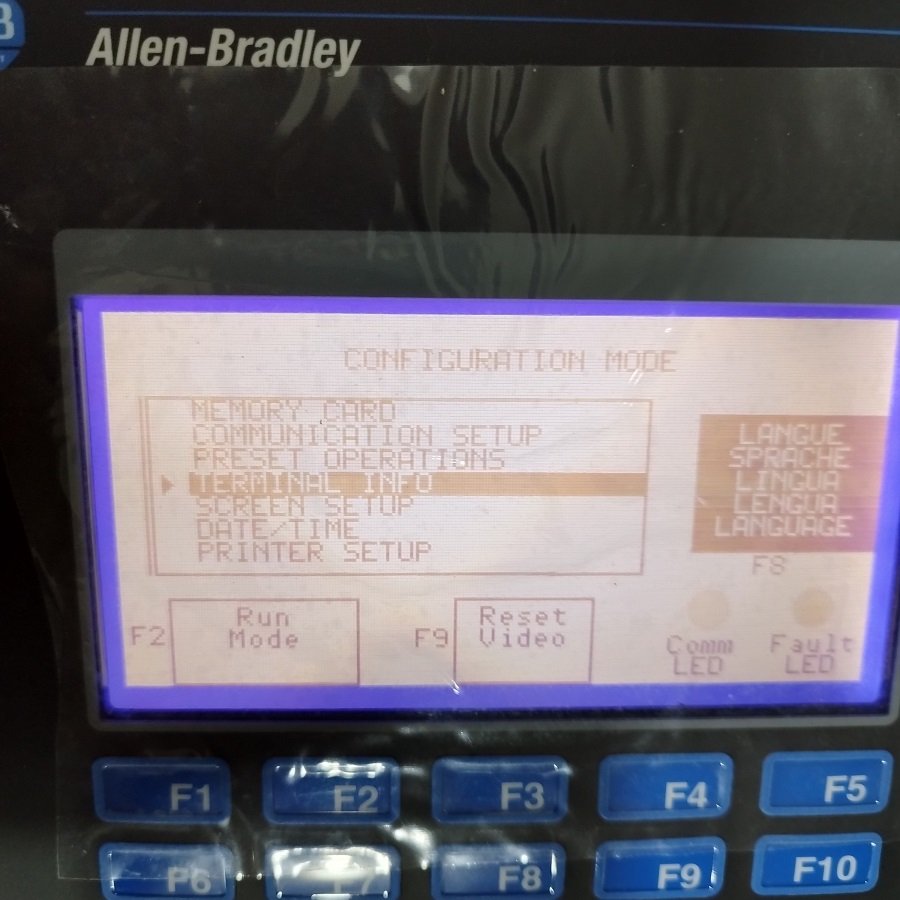 B
Allen-Bradley
CONFIGURATION MODE
MEMORY CARD
COMMUNICATION SETUP
PRESET OPERATIONS
TERMINAL INFO
SCREEN SETUP
DATE/TIME
PRINTER SETUP
LANGUE
SPRACHE
LINGUA
LENGUA
LANGUAGE
F8
F2
Run
Mode
F9
Reset
Video
Comm
LED
Fault
LED
F1
F2
F3
F4
F5
F6
F7
F8
F9
F10